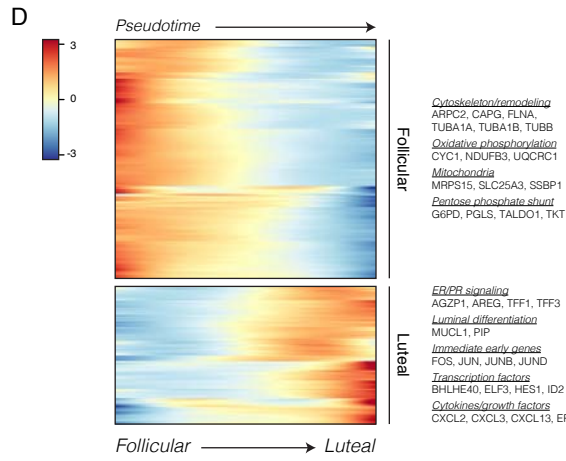 D
Pseudotime
3
0
-3
Follicular
Cytoskeleton/remodeling
ARPC2, CAPG, FLNA,
TUBA1A, TUBA1B, TUBB
Oxidative phosphorylation
CYC1, NDUFB3, UQCRC1
Mitochondria
MRPS15, SLC25A3, SSBP1
Pentose phosphate shunt
G6PD, PGLS, TALDO1, TKT
Luteal
ER/PR signaling
AGZP1, AREG, TFF1, TFF3
Luminal differentiation
MUCL1, PIP
Immediate early genes
FOS, JUN, JUNB, JUND
Transcription factors
BHLHE40, ELF3, HES1, ID2
Cytokines/growth factors
CXCL2, CXCL3, CXCL13,
Follicular Luteal